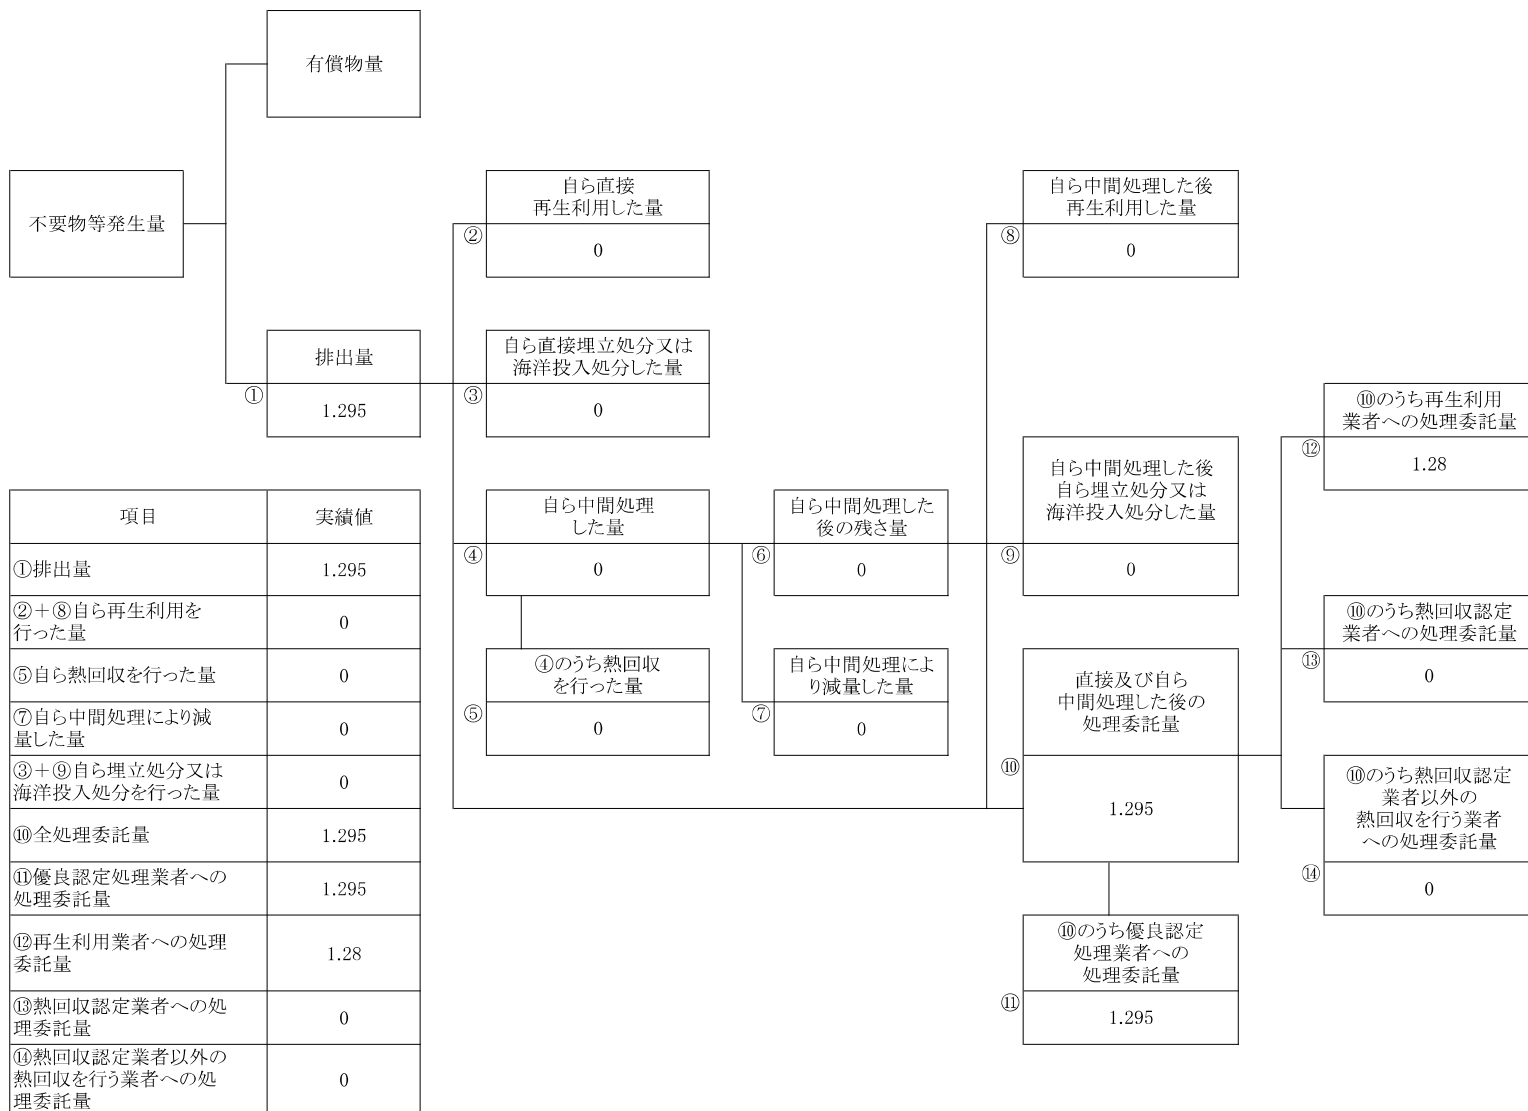 有償物量
不要物等発生量
排出量
①
1.295
自ら直接
再生利用した量
②
0
自ら直接埋立処分又は
海洋投入処分した量
③
0
自ら中間処理
した量
④
0
④のうち熱回収
を行った量
⑤
0
自ら中間処理した
後の残さ量
⑥
0
自ら中間処理によ
り減量した量
⑦
0
自ら中間処理した後
再生利用した量
⑧
0
自ら中間処理した後
自ら埋立処分又は
海洋投入処分した量
⑨
0
直接及び自ら
中間処理した後の
処理委託量
⑩
1.295
⑩のうち優良認定
処理業者への
処理委託量
⑪
1.295
⑩のうち再生利用
業者への処理委託量
⑫
1.28
⑩のうち熱回収認定
業者への処理委託量
⑬
0
⑩のうち熱回収認定
業者以外の
熱回収を行う業者
への処理委託量
⑭
0
項目 実績値
①排出量 1.295
②+⑧自ら再生利用を
行った量 0
⑤自ら熱回収を行った量 0
⑦自ら中間処理により減
量した量 0
③+⑨自ら埋立処分又は
海洋投入処分を行った量 0
⑩全処理委託量 1.295
⑪優良認定処理業者への
処理委託量 1.295
⑫再生利用業者への処理
委託量 1.28
⑬熱回収認定業者への処
理委託量 0
⑭熱回収認定業者以外の
熱回収を行う業者への処
理委託量 0